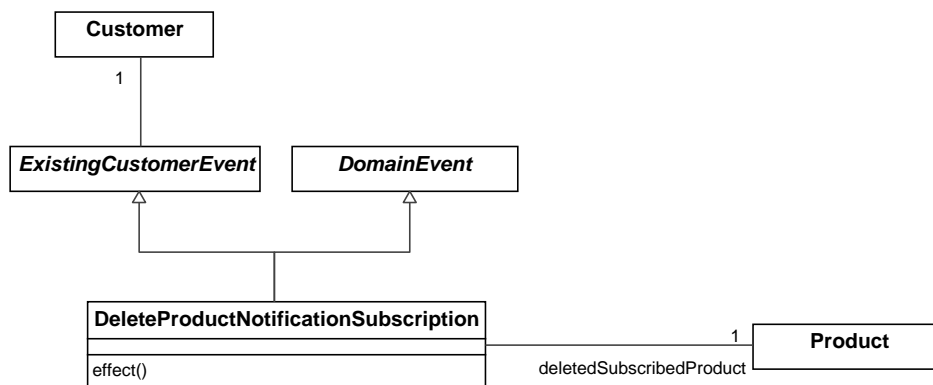 Customer
1
ExistingCustomerEvent
DomainEvent
DeleteProductNotificationSubscription
effect()
1
deletedSubscribedProduct
Product